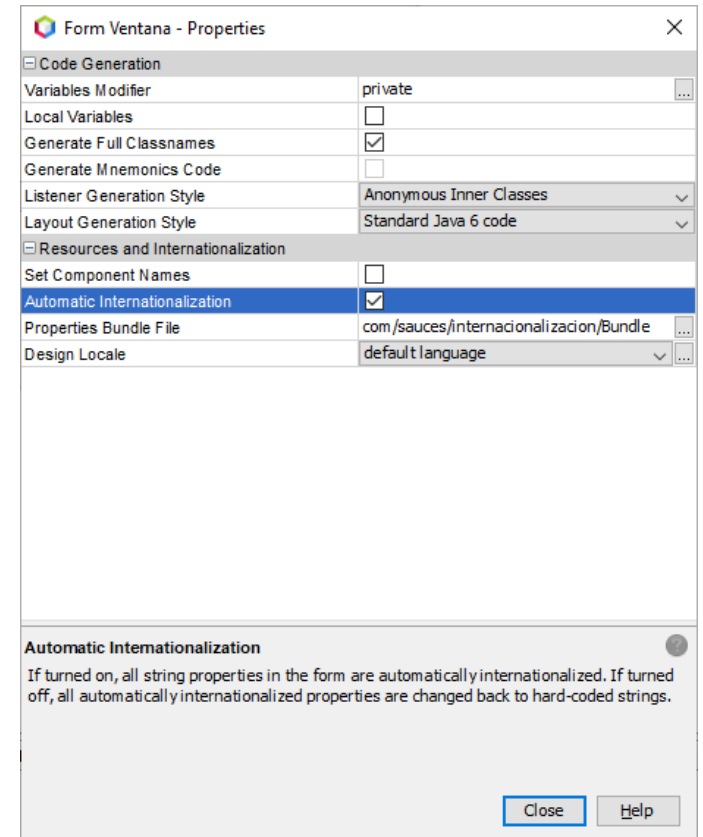 Form Ventana - Properties
Code Generation
Variables Modifier private ...
Local Variables
Generate Full Classnames
Generate Mnemonics Code
Listener Generation Style Anonymous Inner Classes
Layout Generation Style Standard Java 6 code
Resources and Internationalization
Set Component Names
Automatic Internationalization
Properties Bundle File com/sauces/internacionalizacion/Bundle ...
Design Locale default language ...
Automatic Internationalization ?
If turned on, all string properties in the form are automatically internationalized. If turned
off, all automatically internationalized properties are changed back to hard-coded strings.
Close Help